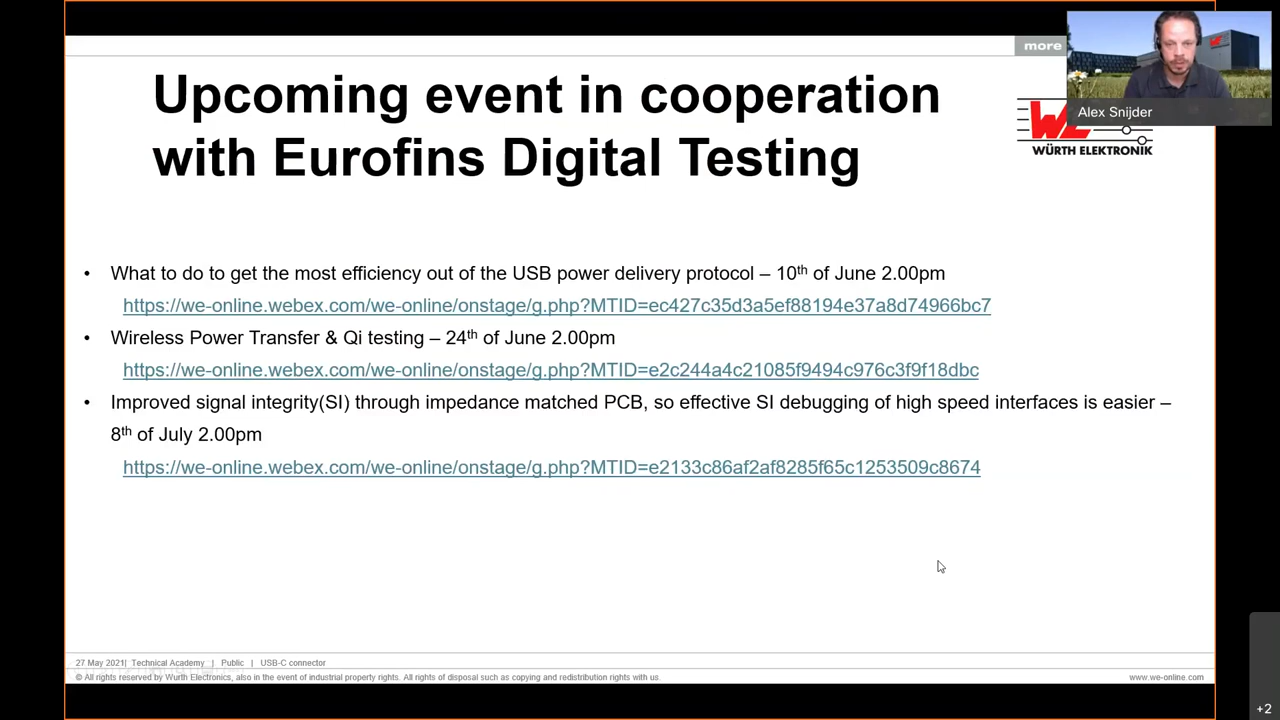 more
Alex Snijder
WE
WÜRTH ELEKTRONIK
Upcoming event in cooperation
with Eurofins Digital Testing
• What to do to get the most efficiency out of the USB power delivery protocol – 10th of June 2.00pm
https://we-online.webex.com/we-online/onstage/g.php?MTID=ec427c35d3a5ef88194e37a8d74966bc7
• Wireless Power Transfer & Qi testing – 24th of June 2.00pm
https://we-online.webex.com/we-online/onstage/g.php?MTID=e2c244a4c21085f9494c976c3f9f18dbc
• Improved signal integrity(SI) through impedance matched PCB, so effective SI debugging of high speed interfaces is easier –
8th of July 2.00pm
https://we-online.webex.com/we-online/onstage/g.php?MTID=e2133c86af2af8285f65c1253509c8674
27 May 2021| Technical Academy | Public | USB-C connector
© All rights reserved by Wurth Electronics, also in the event of industrial property rights. All rights of disposal such as copying and redistribution rights with us.
www.we-online.com
+2